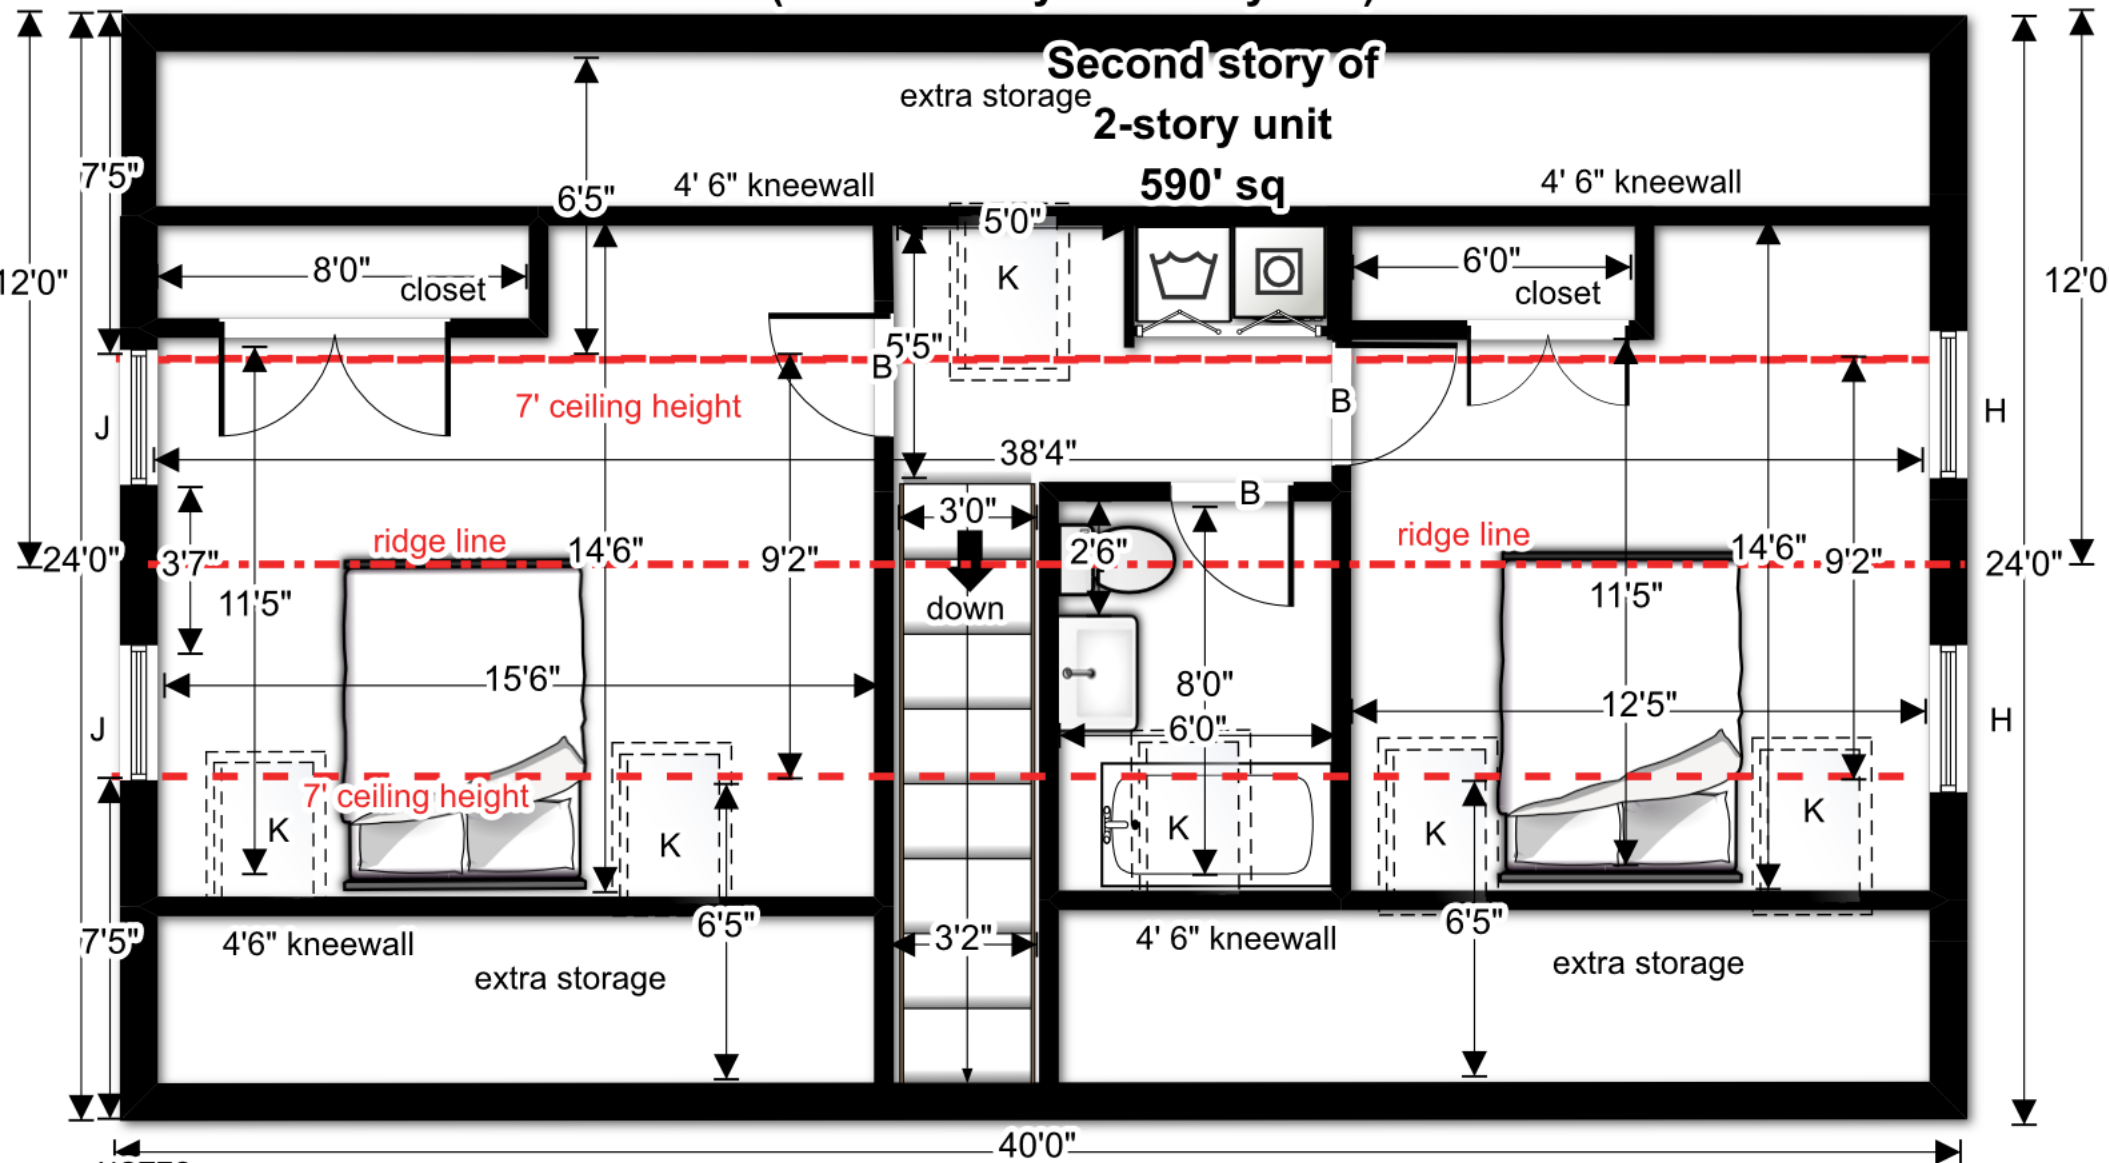 Second story of
extra storage
2-story unit
7'5"
6'5"
4' 6" kneewall
590' sq
4' 6" kneewall
5'0"
12'0"
8'0"
closet
K
6'0"
closet
12'0
5'5"
B
7' ceiling height
B
J
H
38'4"
B
3'0"
ridge line
ridge line
24'0"
3'7"
14'6"
9'2"
2'6"
14'6"
9'2"
24'0"
11'5"
down
11'5"
15'6"
8'0"
12'5"
J
6'0"
H
7' ceiling height
K
K
K
K
K
7'5"
4'6" kneewall
6'5"
3'2"
4' 6" kneewall
6'5"
extra storage
extra storage
40'0"